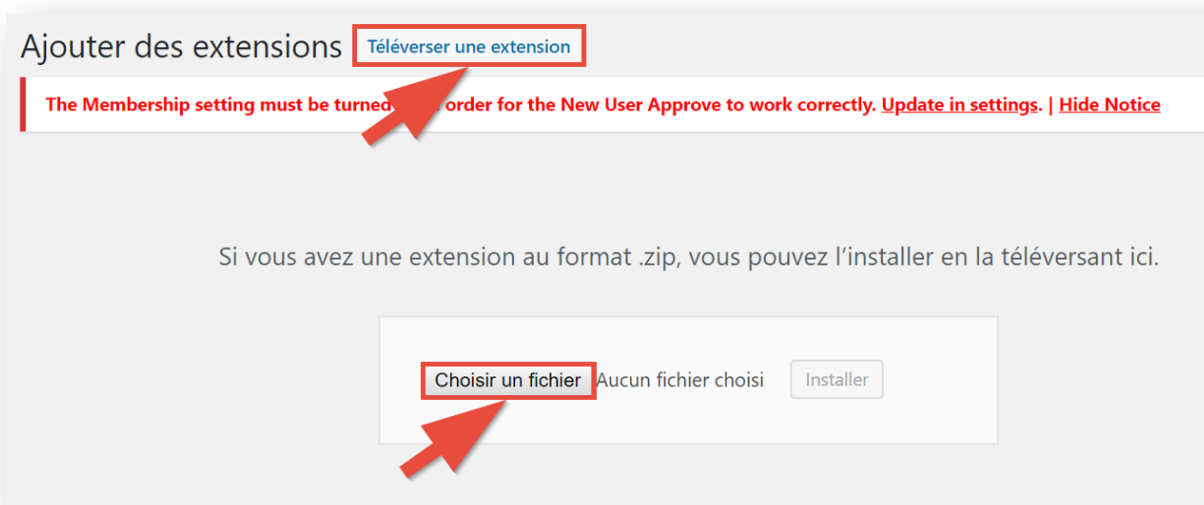 Ajouter des extensions Téléverser une extension
The Membership setting must be turned order for the New User Approve to work correctly. Update in settings. | Hide Notice
Si vous avez une extension au format .zip, vous pouvez l’installer en la téléversant ici.
Choisir un fichier Aucun fichier choisi Installer